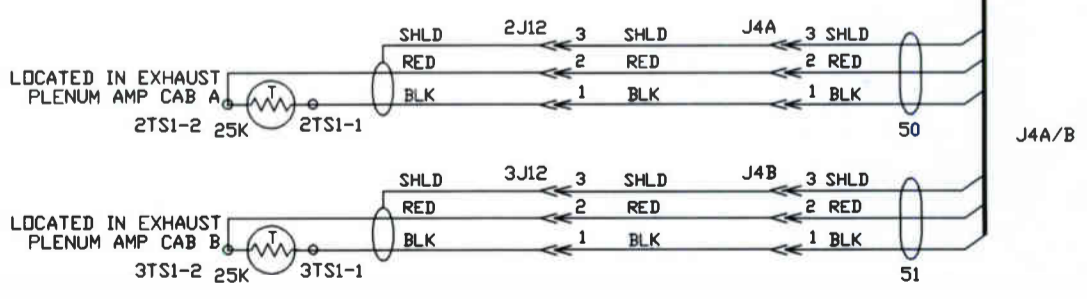 SHLD 2J12 3 SHLD J4A 3 SHLD
RED 2 RED 2 RED
LOCATED IN EXHAUST
PLENUM AMP CAB A BLK 1 BLK 1 BLK
T
2TS1-2 25K 2TS1-1 50
J4A/B
SHLD 3J12 3 SHLD J4B 3 SHLD
RED 2 RED 2 RED
LOCATED IN EXHAUST
PLENUM AMP CAB B BLK 1 BLK 1 BLK
T
3TS1-2 25K 3TS1-1 51